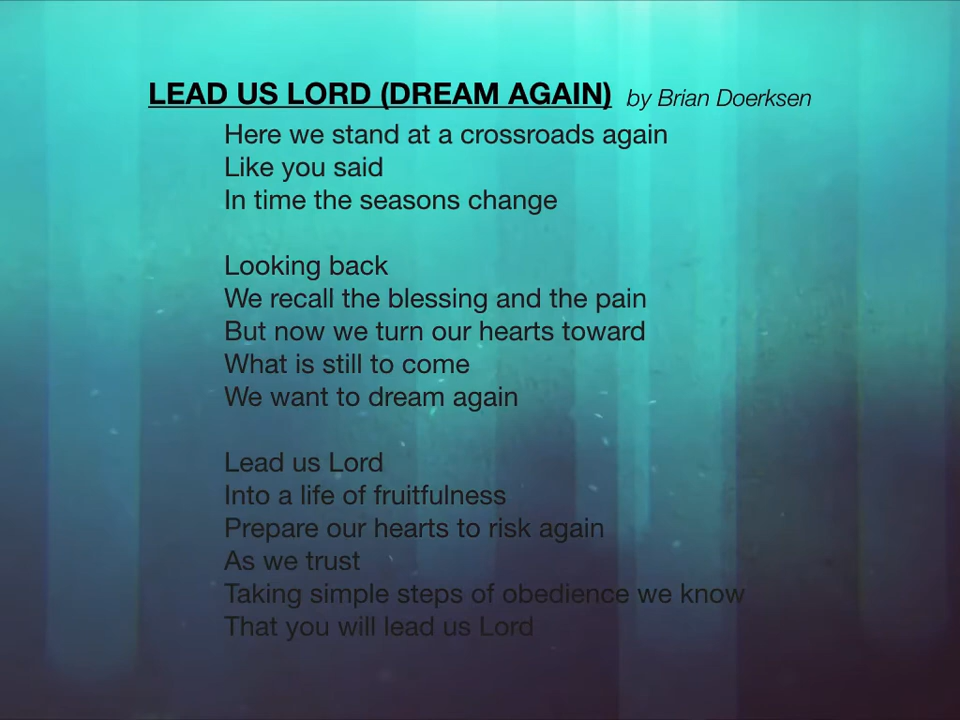 LEAD US LORD (DREAM AGAIN) by Brian Doerksen
Here we stand at a crossroads again
Like you said
In time the seasons change
Looking back
We recall the blessing and the pain
But now we turn our hearts toward
What is still to come
We want to dream again
Lead us Lord
Into a life of fruitfulness
Prepare our hearts to risk again
As we trust
Taking simple steps of obedience we know
That you will lead us Lord